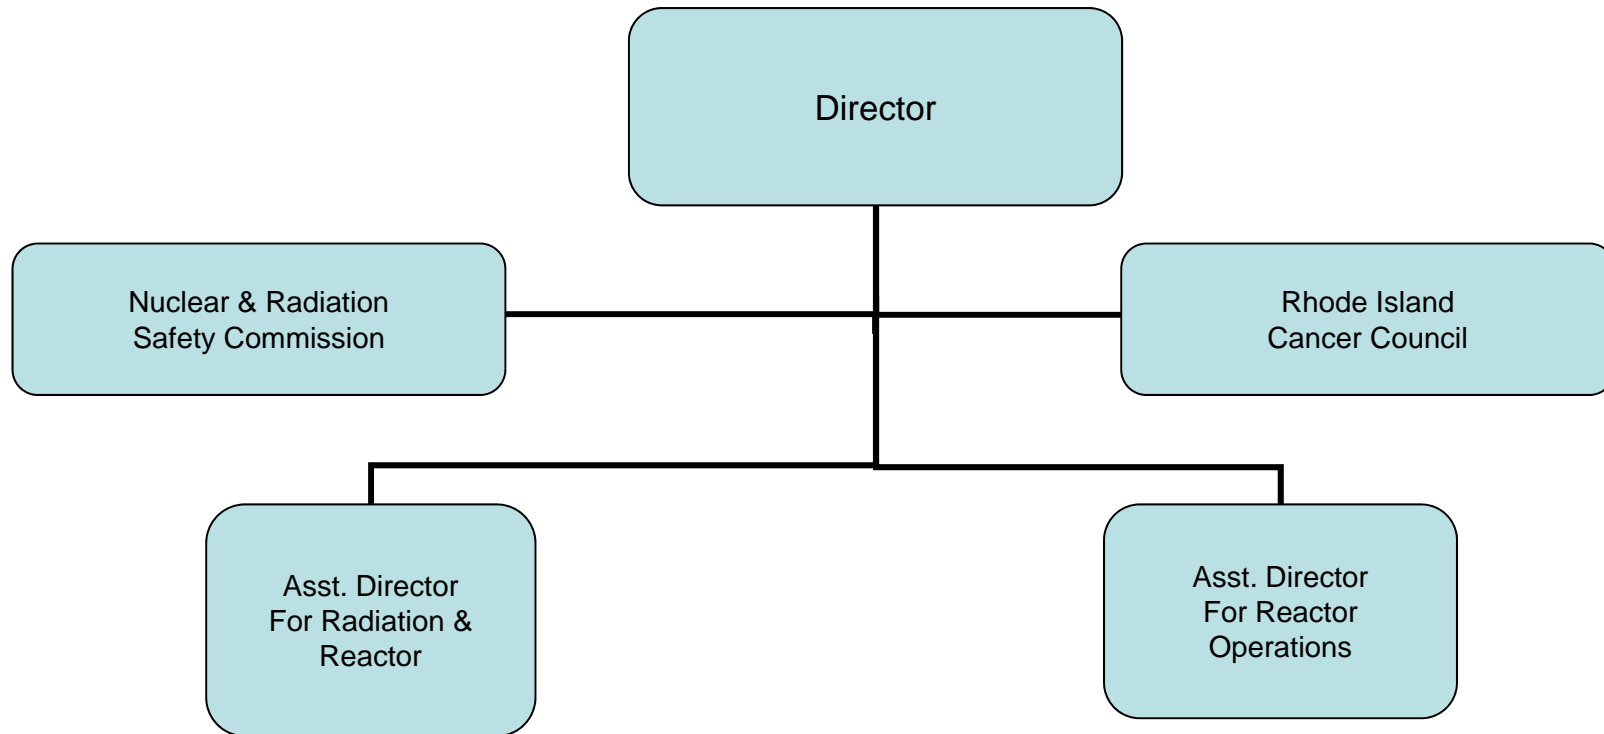 Director
Nuclear & Radiation
Safety Commission
Rhode Island
Cancer Council
Asst. Director
For Radiation &
Reactor
Asst. Director
For Reactor
Operations